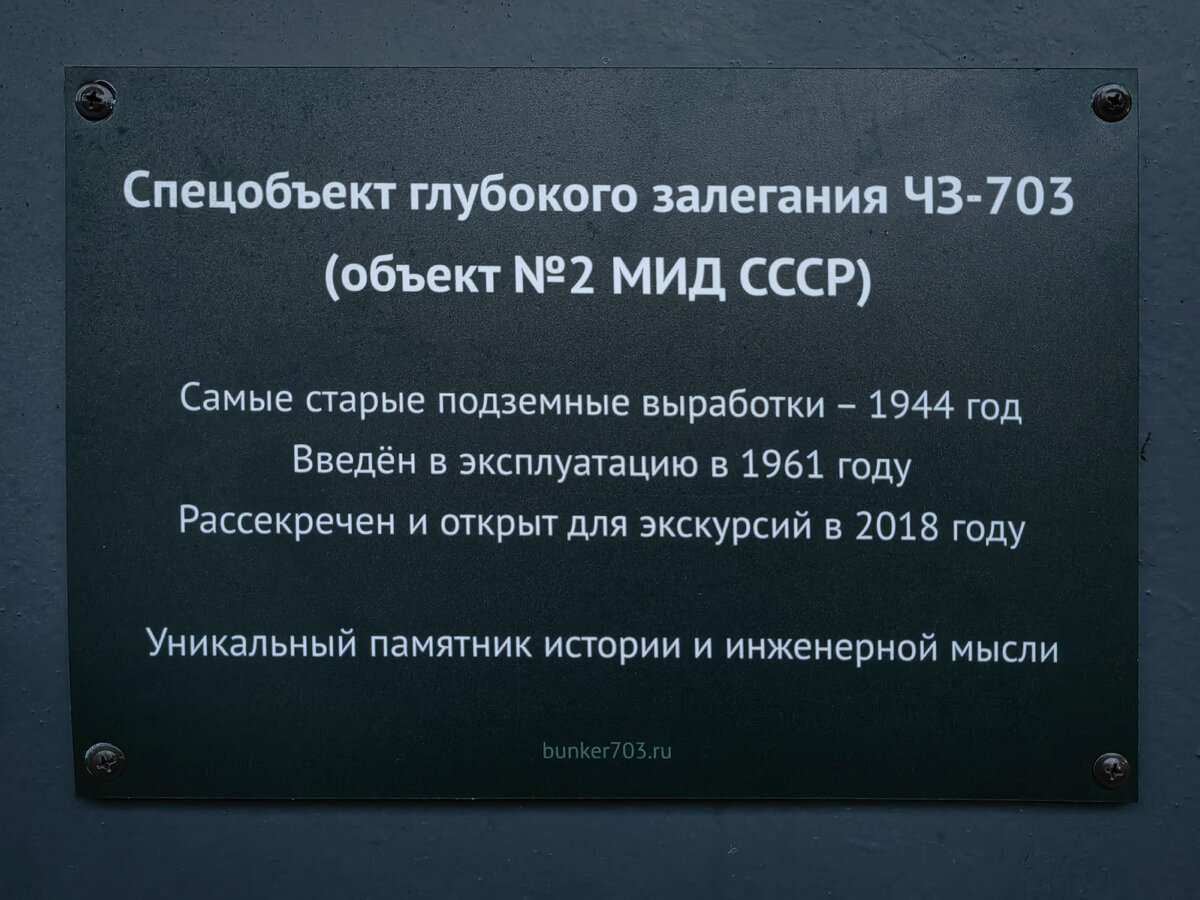 Спецобъект глубокого залегания ЧЗ-703
(объект №2 МИД СССР)
Самые старые подземные выработки – 1944 год
Введён в эксплуатацию в 1961 году
Рассекречен и открыт для экскурсий в 2018 году
Уникальный памятник истории и инженерной мысли
bunker703.ru